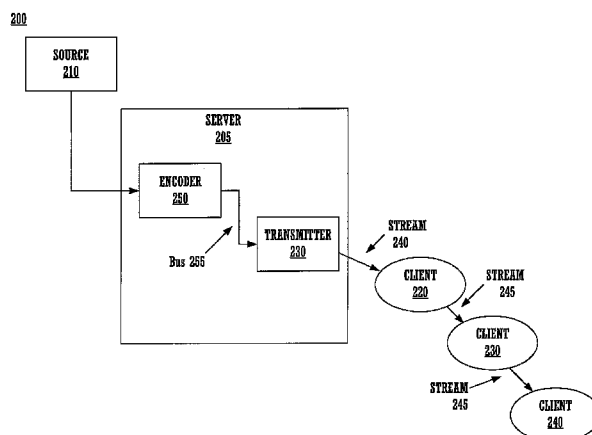 200
SOURCE
210
SERVER
205
ENCODER
250
Bus 255
TRANSMITTER
230
STREAM
240
CLIENT
220
STREAM
245
CLIENT
230
STREAM
245
CLIENT
240